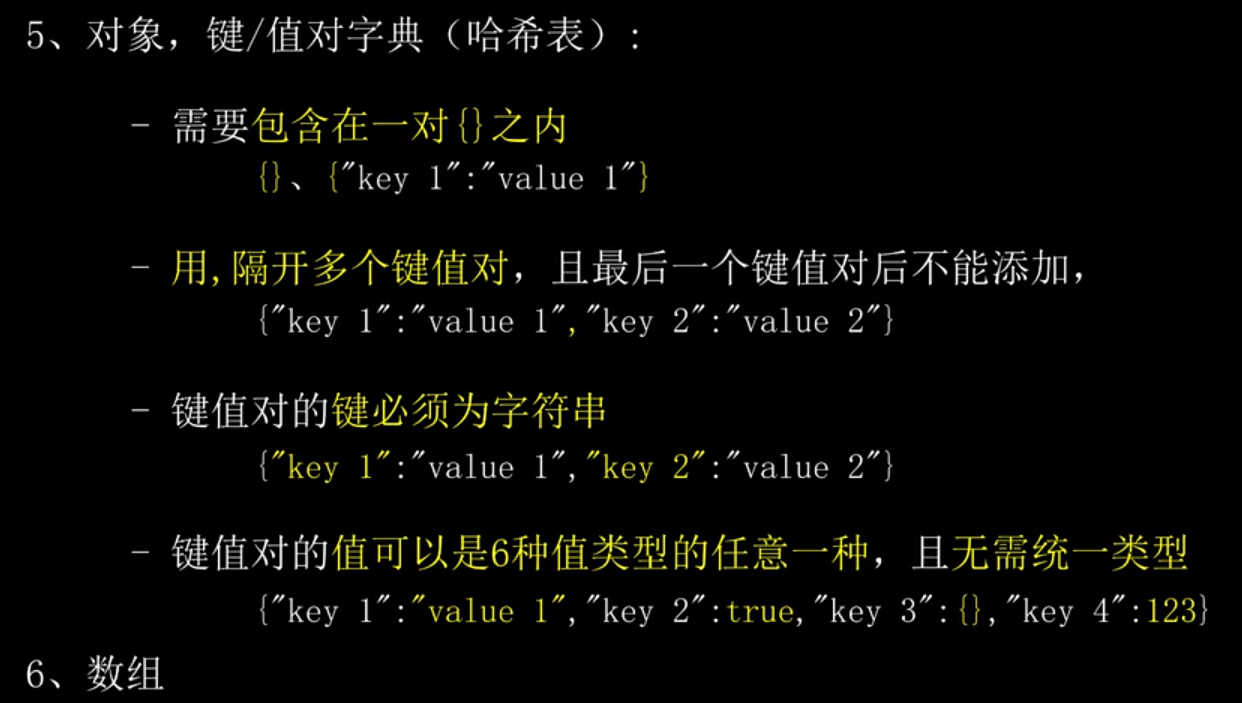 5、对象，键/值对字典（哈希表）：
- 需要包含在一对{}之内
{}、{"key 1":"value 1"}
- 用,隔开多个键值对，且最后一个键值对后不能添加，
{"key 1":"value 1","key 2":"value 2"}
- 键值对的键必须为字符串
{"key 1":"value 1","key 2":"value 2"}
- 键值对的值可以是6种值类型的任意一种，且无需统一类型
{"key 1":"value 1","key 2":true,"key 3":{},"key 4":123}
6、数组